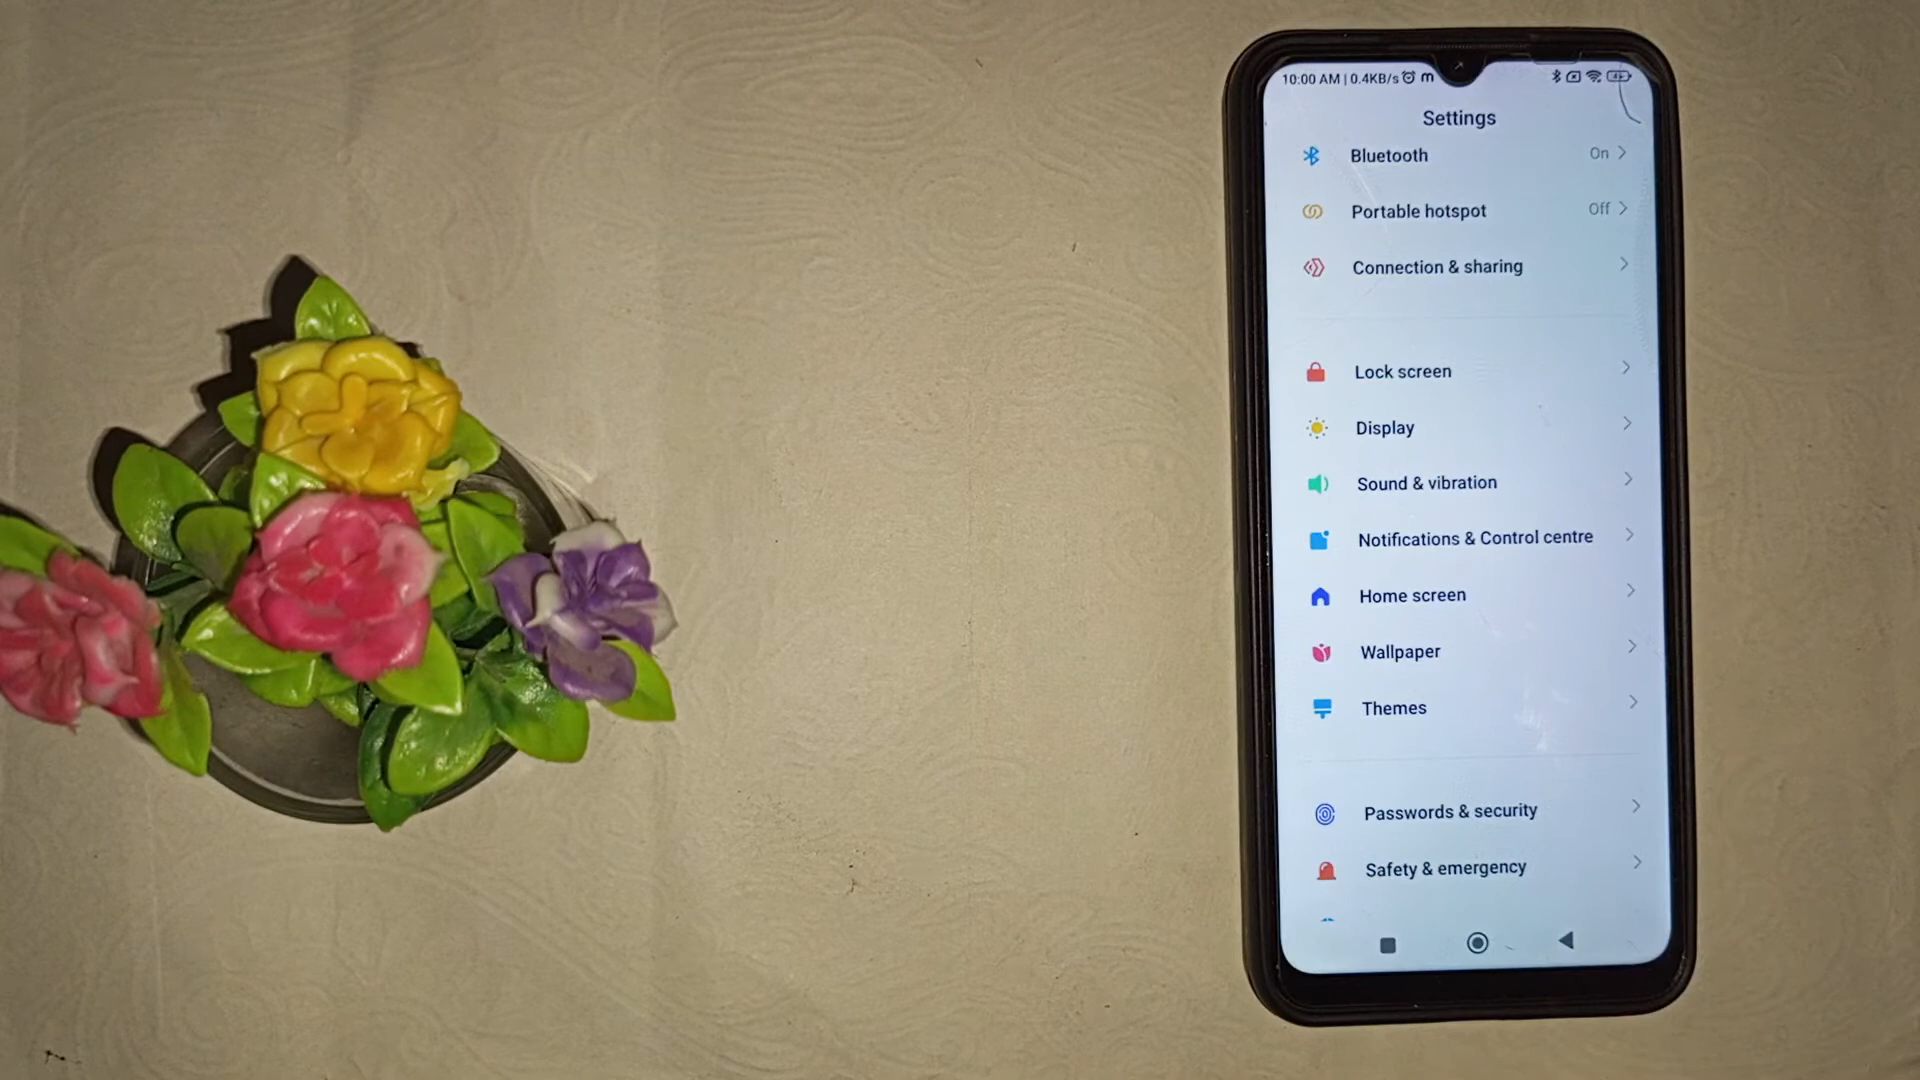 10:00 AM | 0.4KB/s m
Settings
Bluetooth On
Portable hotspot Off
Connection & sharing
Lock screen
Display
Sound & vibration
Notifications & Control centre
Home screen
Wallpaper
Themes
Passwords & security
Safety & emergency